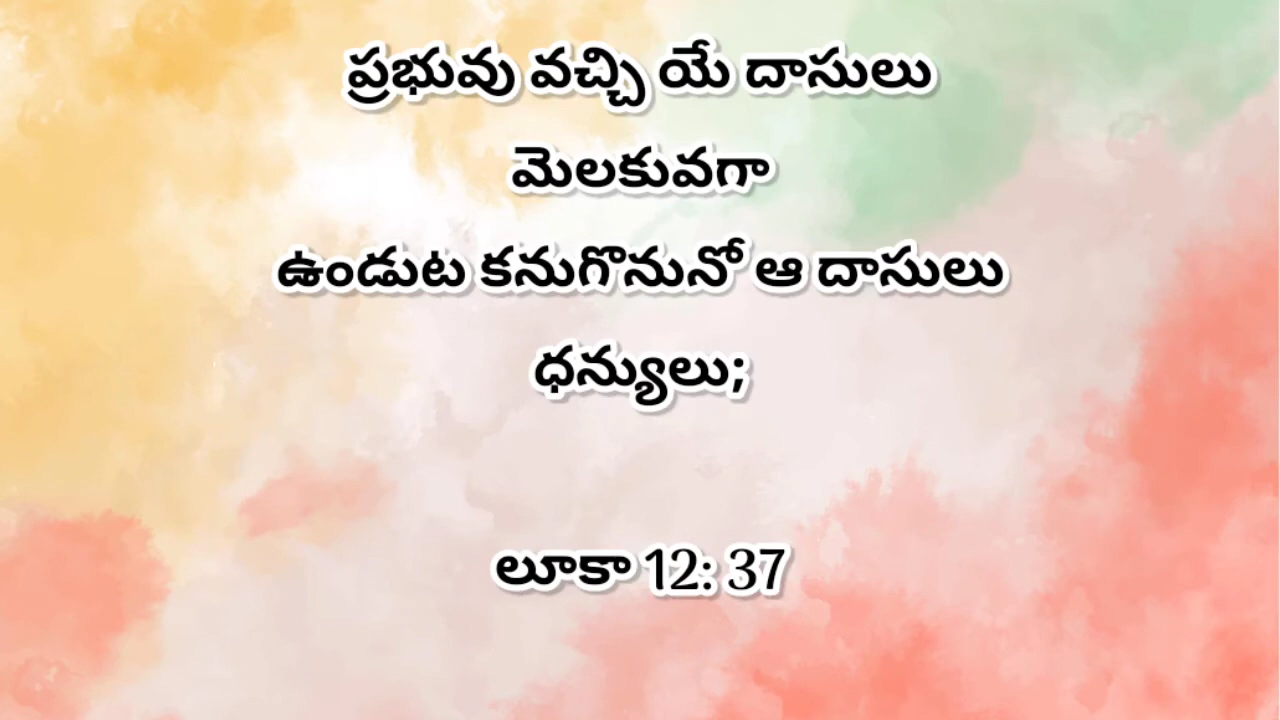 ప్రభువు వచ్చి యే దాసులు
మెలకువగా
ఉండుట కనుగొనునో ఆ దాసులు
ధన్యులు;
లూకా 12: 37